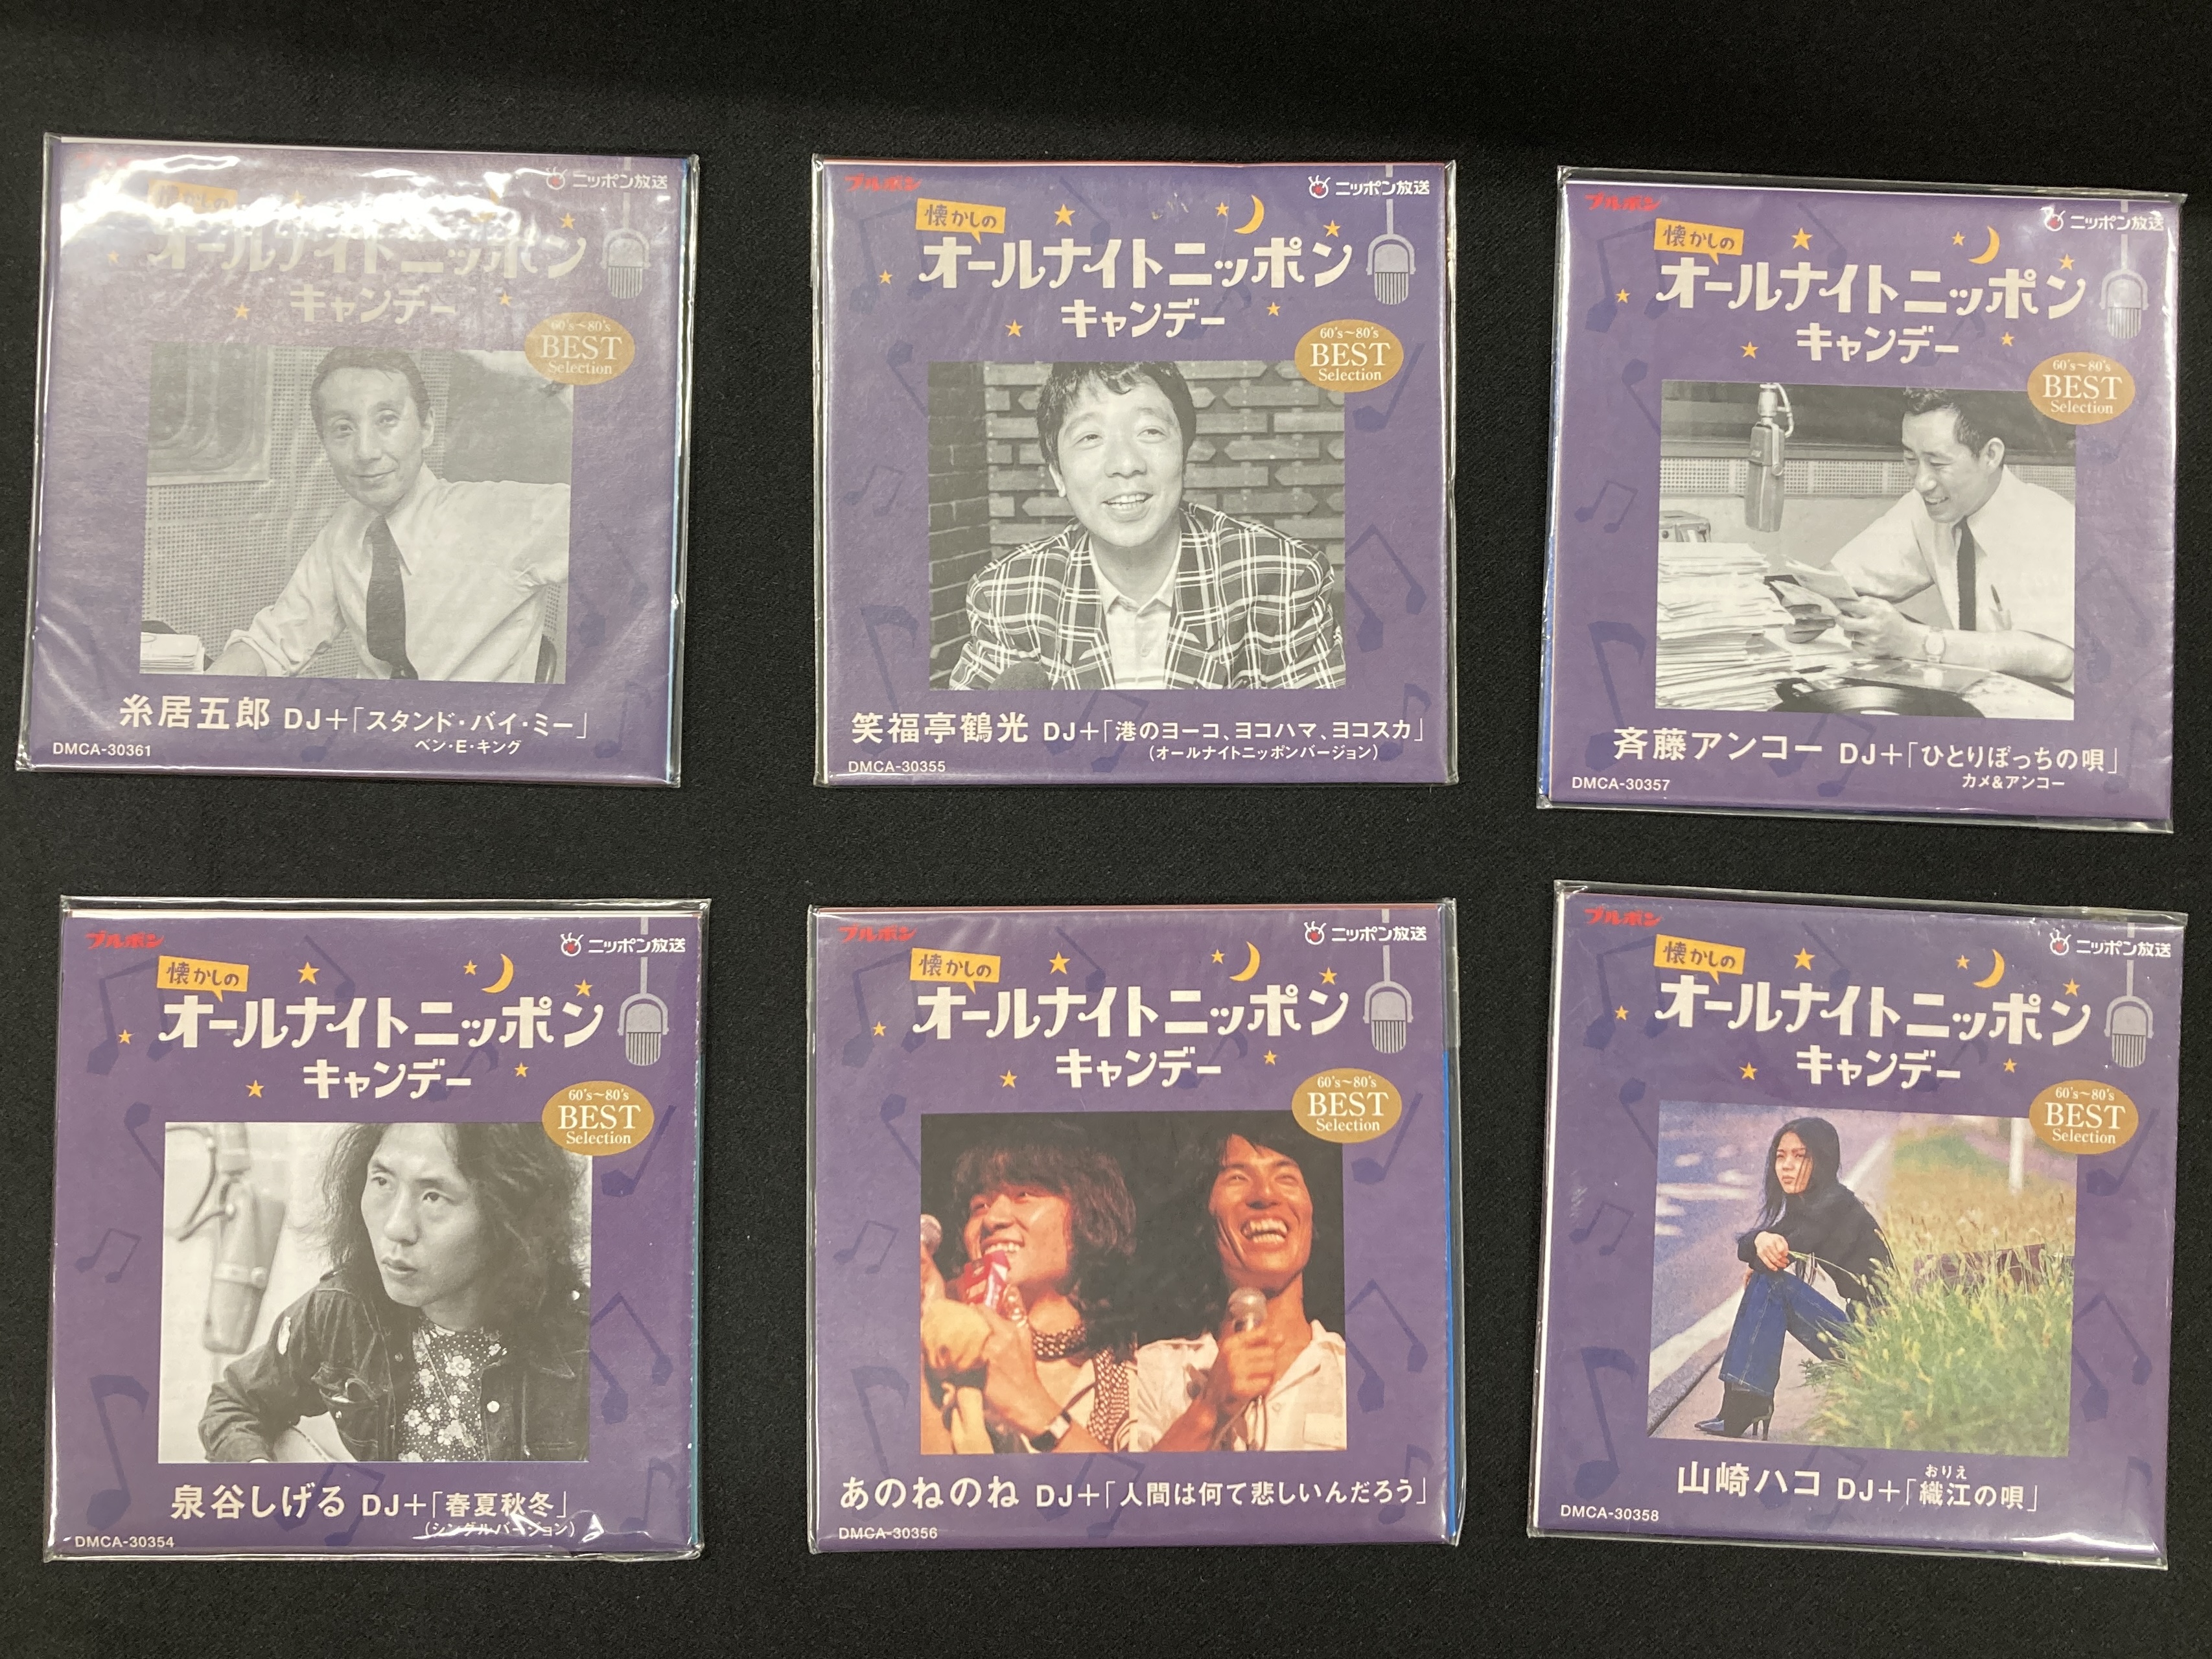 ニッポン放送
懐かしの
オールナイトニッポン
キャンデー
60's～80's
BEST
Selection
糸居五郎 DJ＋「スタンド・バイ・ミー」
ベン・E・キング
DMCA-30361
ブルボン
ニッポン放送
懐かしの
オールナイトニッポン
キャンデー
60's～80's
BEST
Selection
笑福亭鶴光 DJ＋「港のヨーコ、ヨコハマ、ヨコスカ」
（オールナイトニッポンバージョン）
DMCA-30355
ブルボン
ニッポン放送
懐かしの
オールナイトニッポン
キャンデー
60's～80's
BEST
Selection
斉藤アンコー DJ＋「ひとりぽっちの唄」
カメ&アンコー
DMCA-30357
ブルボン
ニッポン放送
懐かしの
オールナイトニッポン
キャンデー
60's～80's
BEST
Selection
泉谷しげる DJ＋「春夏秋冬」
（シングルバージョン）
DMCA-30354
ブルボン
ニッポン放送
懐かしの
オールナイトニッポン
キャンデー
60's～80's
BEST
Selection
あのねのね DJ＋「人間は何て悲しいんだろう」
DMCA-30356
ブルボン
ニッポン放送
懐かしの
オールナイトニッポン
キャンデー
60's～80's
BEST
Selection
おりえ
山崎ハコ DJ＋「織江の唄」
DMCA-30358